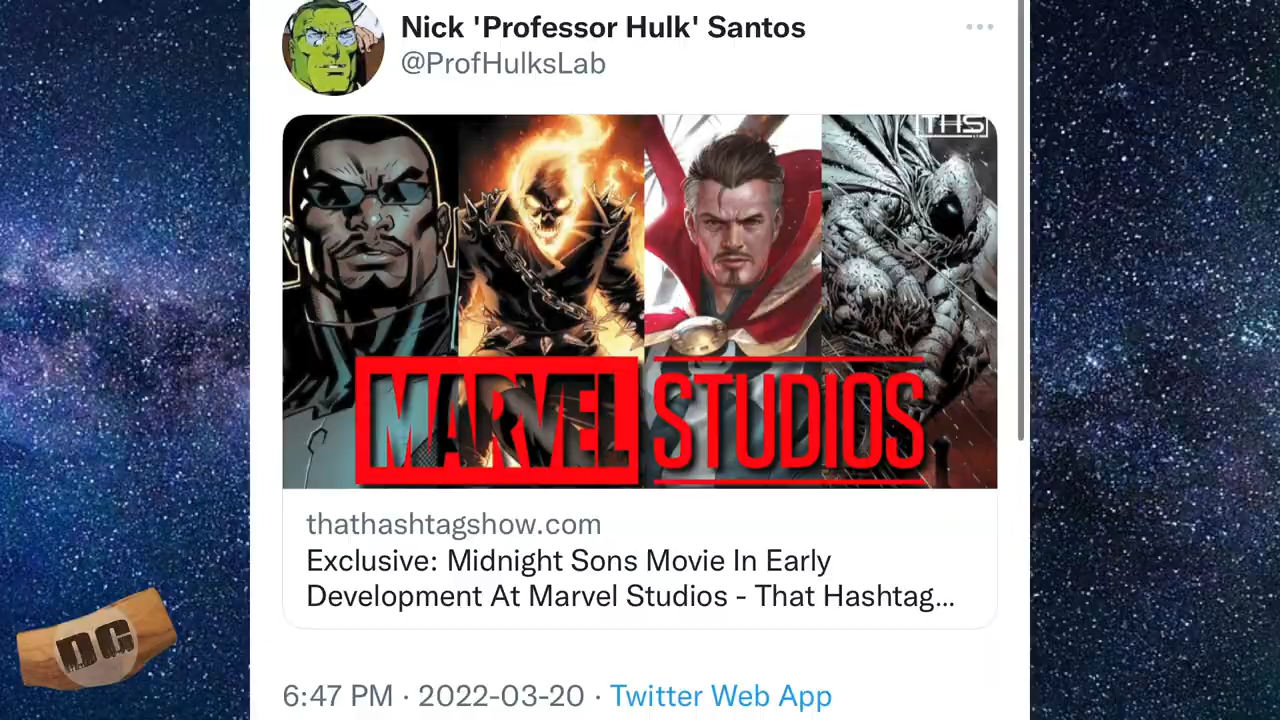 Nick 'Professor Hulk' Santos
@ProfHulksLab
THS
MARVEL STUDIOS
thathashtagshow.com
Exclusive: Midnight Sons Movie In Early
Development At Marvel Studios - That Hashtag...
DG
6:47 PM · 2022-03-20 · Twitter Web App